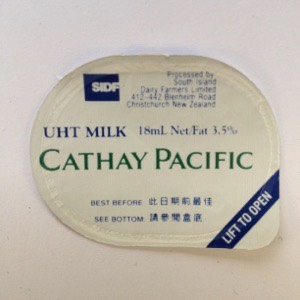 SIDF
Processed by
South Island
Dairy Farmers Limited
412-442 Blenheim Road
Christchurch New Zealand
UHT MILK 18mL Net/Fat 3.5%
CATHAY PACIFIC
BEST BEFORE 此日期前最佳
SEE BOTTOM 請參閱盒底
LIFT TO OPEN